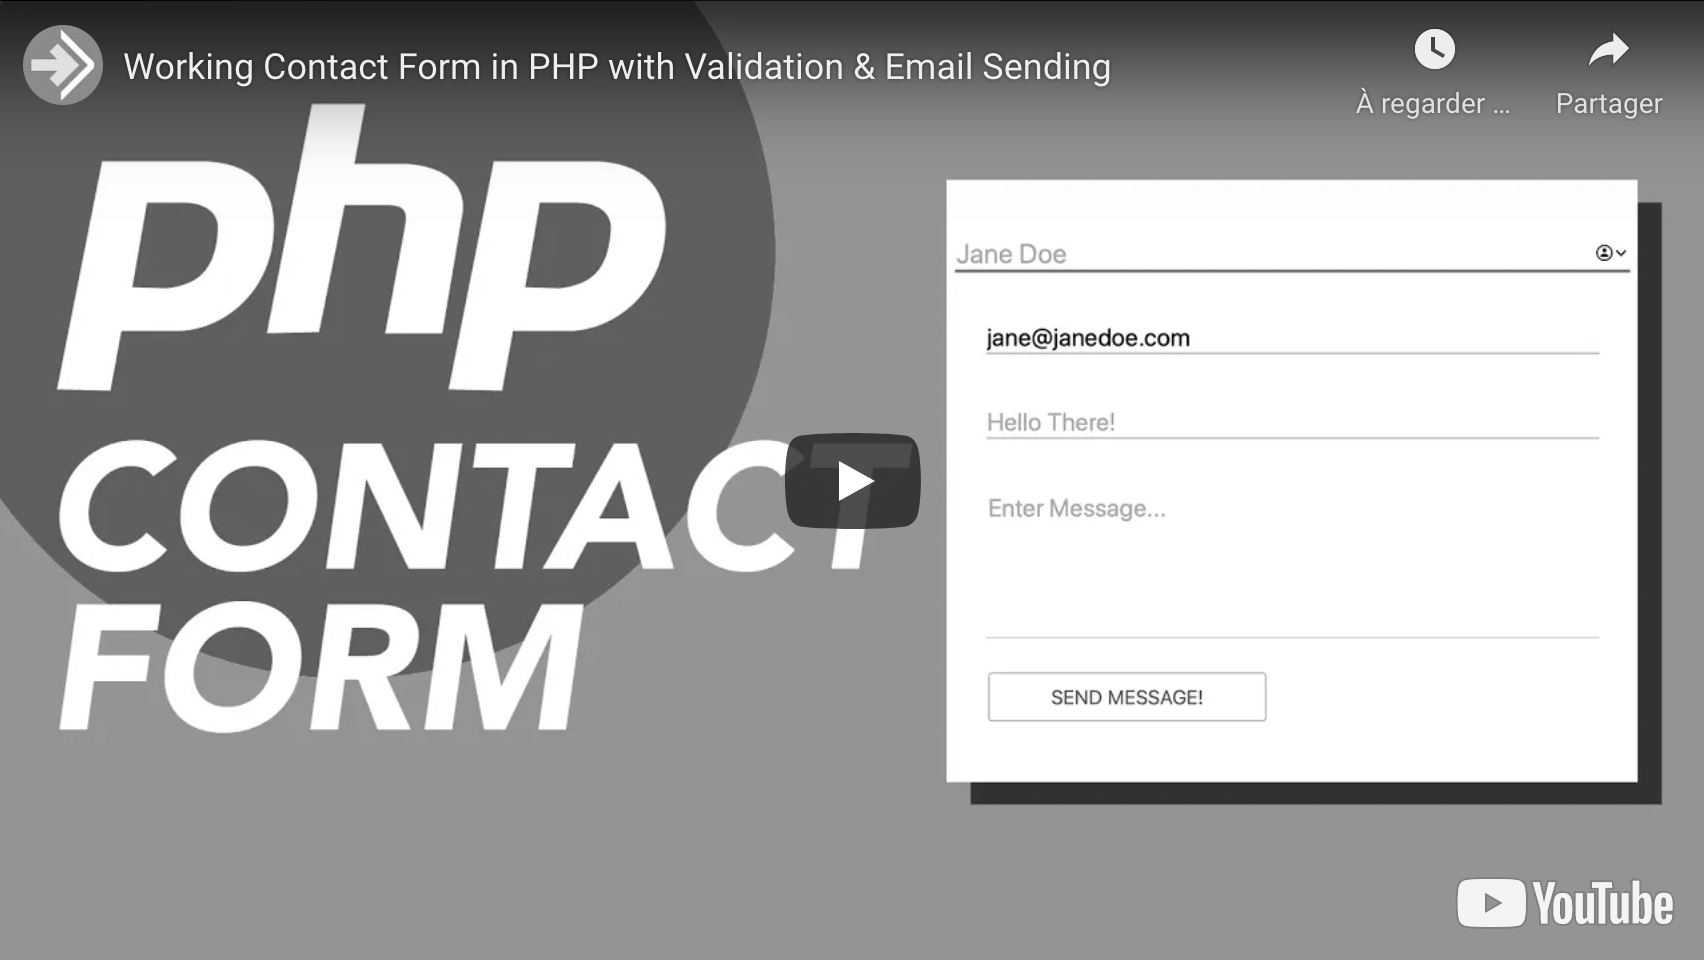 Working Contact Form in PHP with Validation & Email Sending
À regarder ...
Partager
php
CONTACT
FORM
Jane Doe
jane@janedoe.com
Hello There!
Enter Message...
SEND MESSAGE!
YouTube